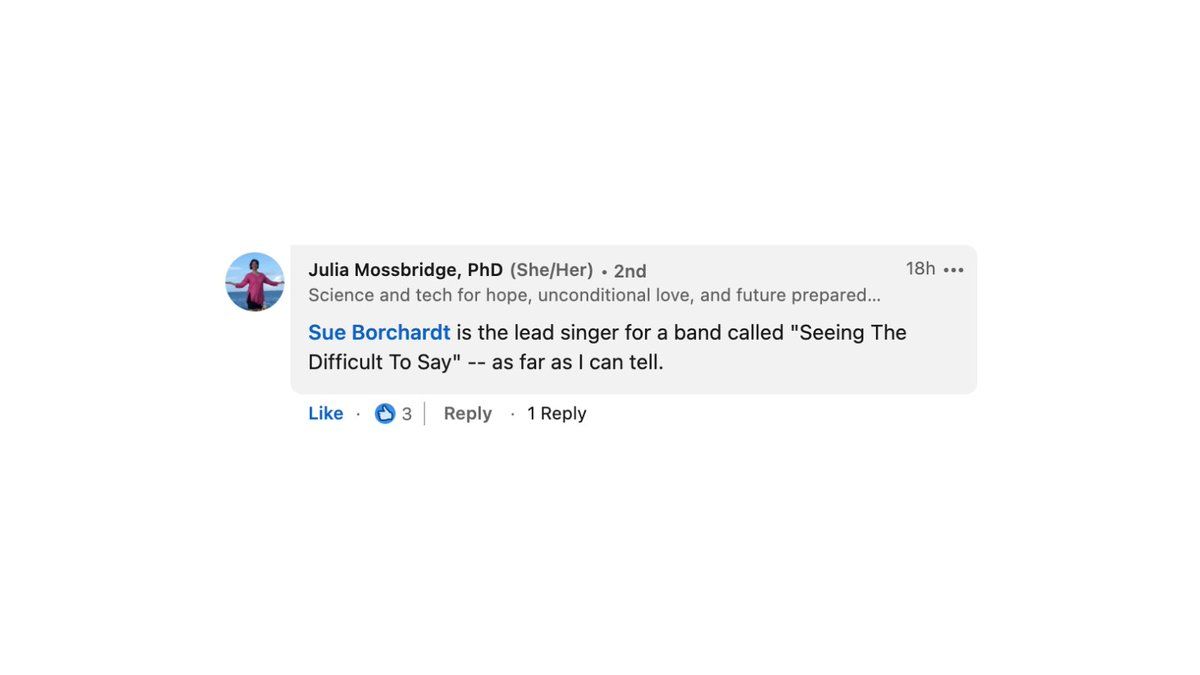 Julia Mossbridge, PhD (She/Her) • 2nd 18h •••
Science and tech for hope, unconditional love, and future prepared...
Sue Borchardt is the lead singer for a band called "Seeing The
Difficult To Say" -- as far as I can tell.
Like · 3 | Reply · 1 Reply